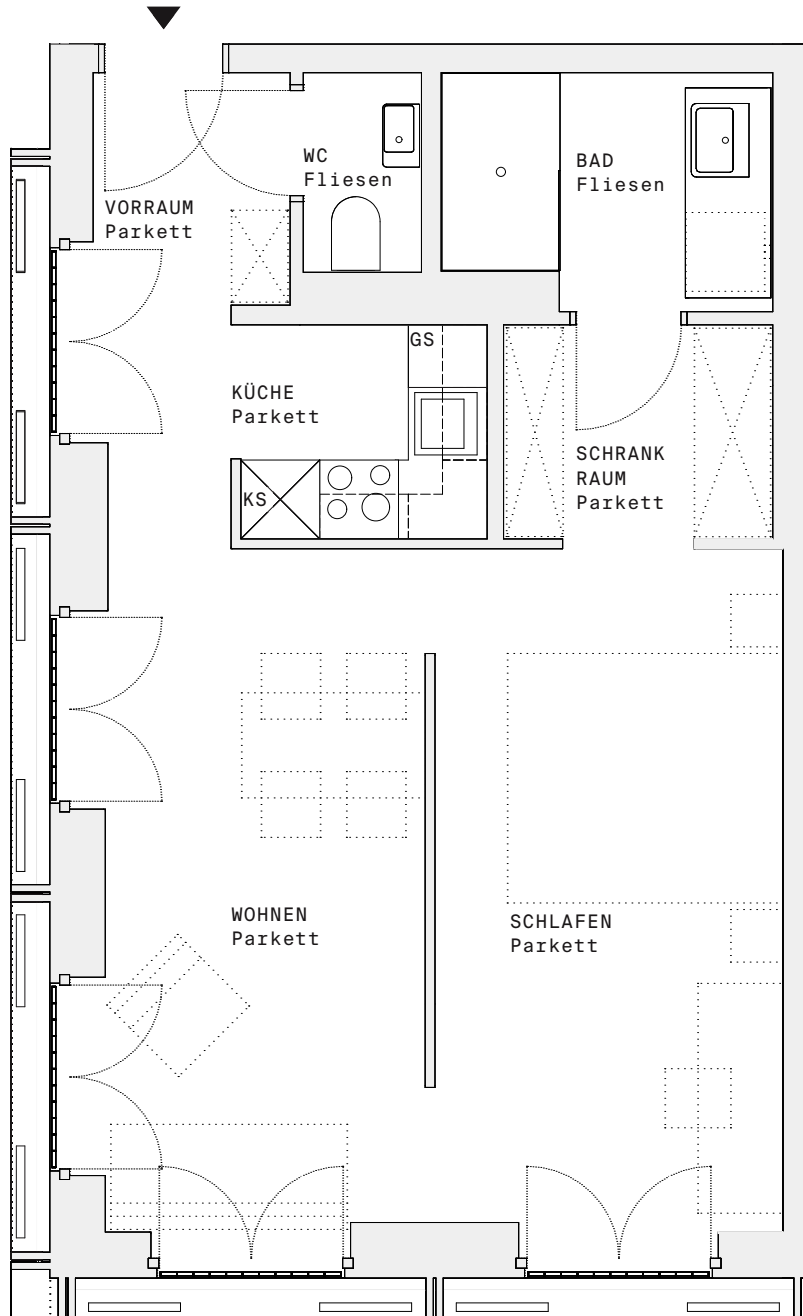 WC
Fliesen
BAD
Fliesen
VORRAUM
Parkett
GS
KÜCHE
Parkett
SCHRANK
RAUM
Parkett
KS
WOHNEN
Parkett
SCHLAFEN
Parkett